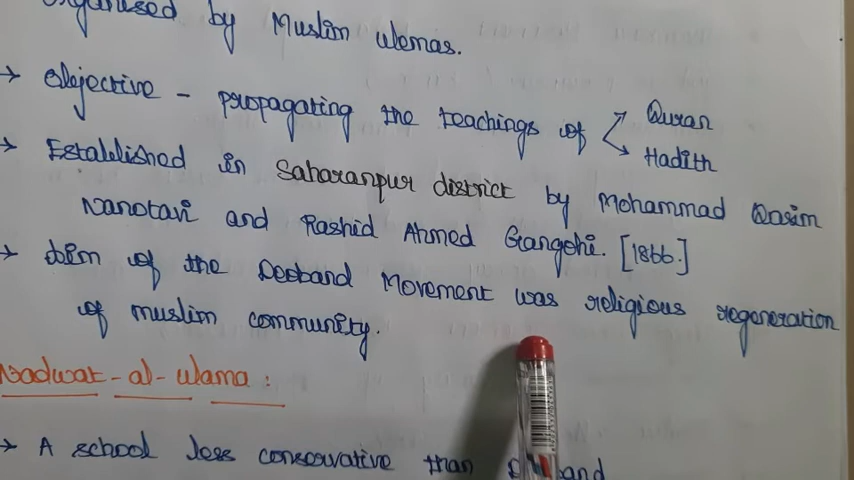 organised by Muslim Ulemas.
→ Objective - propagating the teachings of Quran
Hadith
→ Established in Saharanpur district by Mohammad Qasim
Nanotavi and Rashid Ahmed Gangohi. [1866.]
→ Aim of the Deoband Movement was religious regeneration
of muslim community.
Nadwat-al-ulama :
→ A school less conservative than